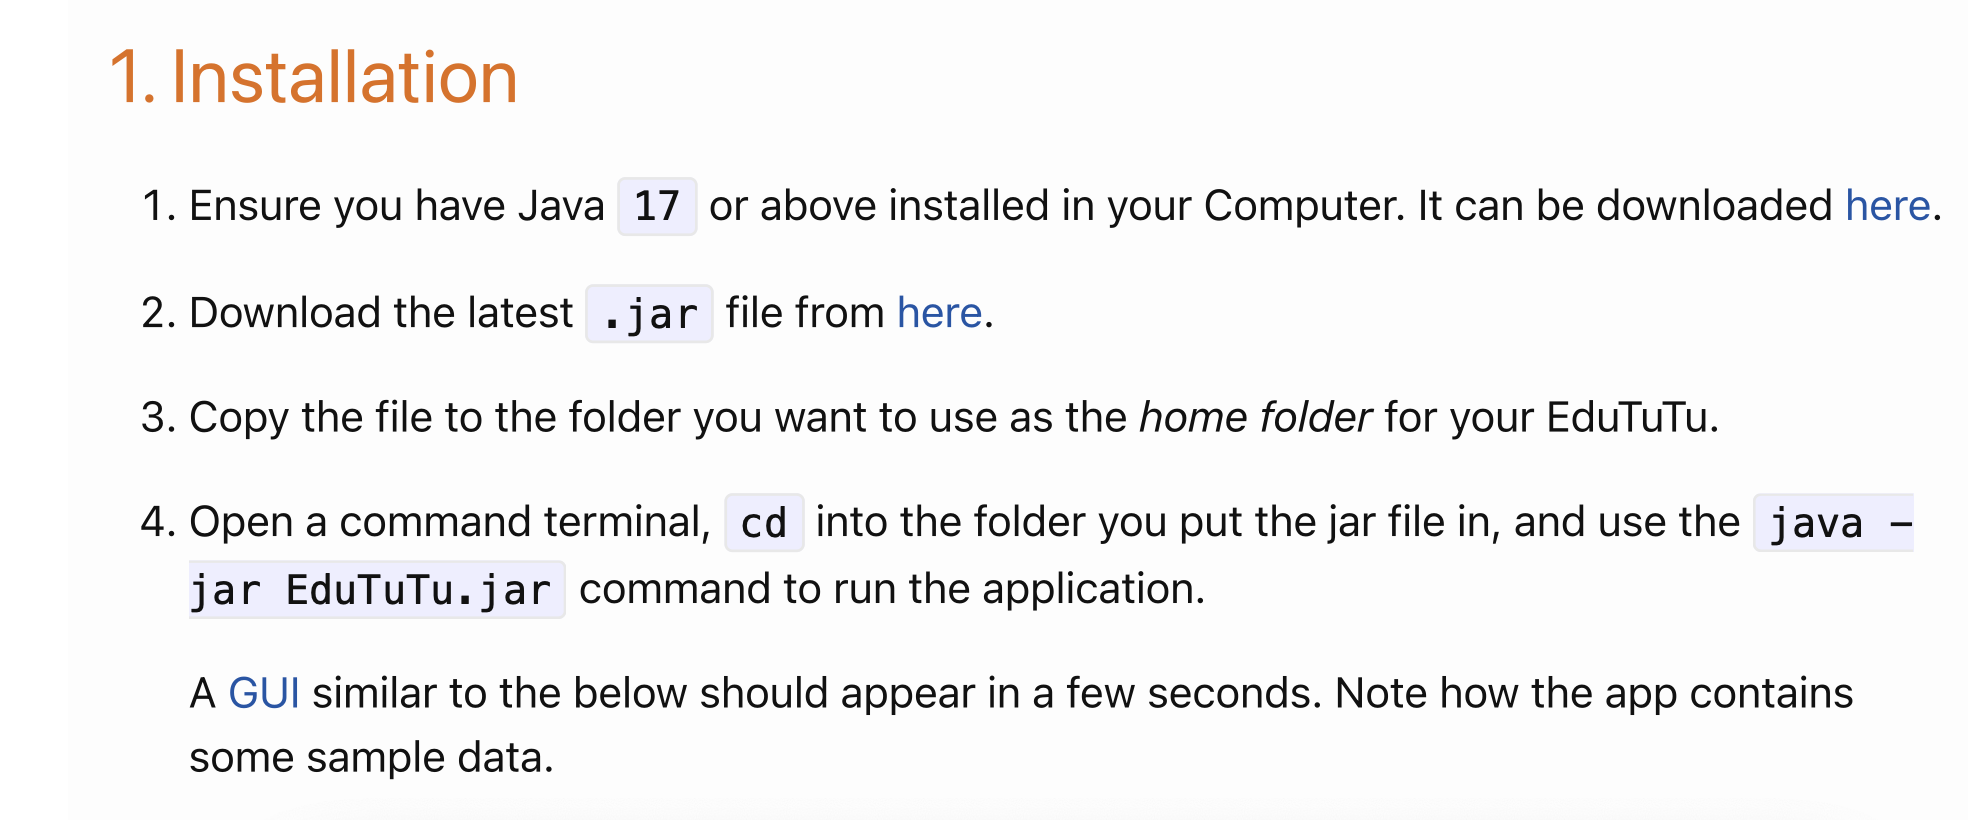 1. Installation
1. Ensure you have Java 17 or above installed in your Computer. It can be downloaded here.
2. Download the latest .jar file from here.
3. Copy the file to the folder you want to use as the home folder for your EduTuTu.
4. Open a command terminal, cd into the folder you put the jar file in, and use the java -
jar EduTuTu.jar command to run the application.
A GUI similar to the below should appear in a few seconds. Note how the app contains
some sample data.